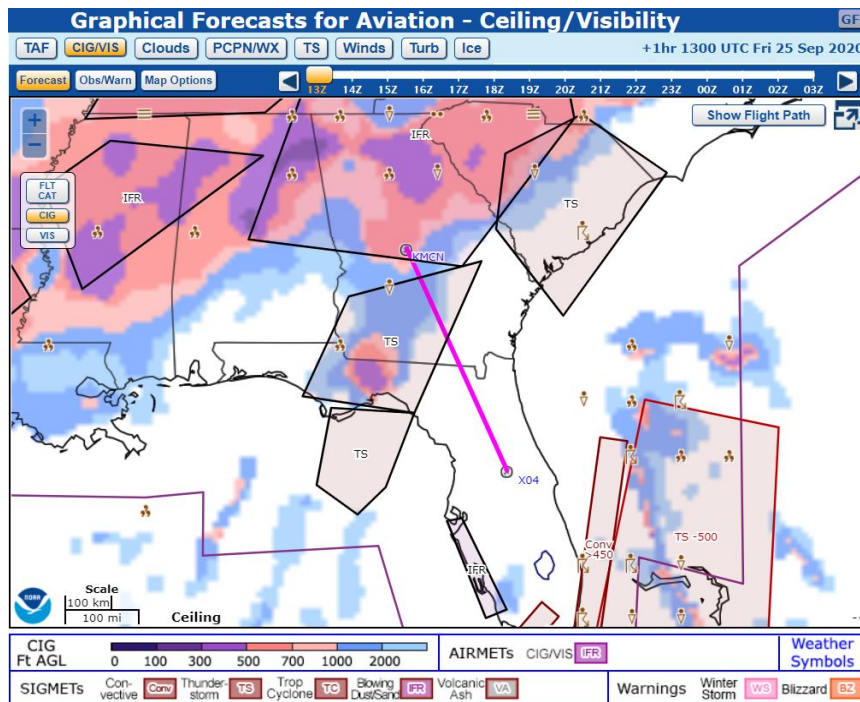 Graphical Forecasts for Aviation - Ceiling/Visibility
GF
TAF CIG/VIS Clouds PCPN/WX TS Winds Turb Ice +1hr 1300 UTC Fri 25 Sep 2020
Forecast Obs/Warn Map Options 13Z 14Z 15Z 16Z 17Z 18Z 19Z 20Z 21Z 22Z 23Z 00Z 01Z 02Z 03Z
+
-
Show Flight Path
IFR
FLT
CAT
CIG
VIS
IFR
TS
KMCN
TS
TS
X04
TS -500
Conv
>450
IFR
NOAA
Scale
100 km
100 mi
Ceiling
CIG
Ft AGL
0 100 300 500 700 1000 2000
AIRMETs CIG/VIS IFR
Weather
Symbols
SIGMETs Con-
vective Conv Thunder-
storm TS Trop
Cyclone TC Blowing
Dust/Sand IFR Volcanic
Ash VA
Warnings Winter
Storm WS Blizzard BZ